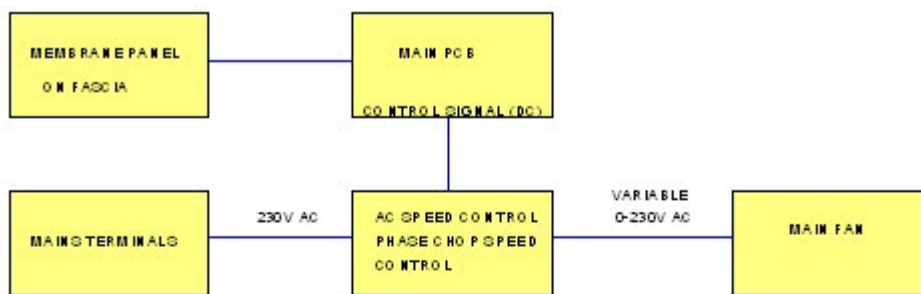 MEMBRANE PANEL
ON FASCIA
MAIN PCB
CONTROL SIGNAL (DC)
MAINS TERMINALS
230V AC
AC SPEED CONTROL
PHASE CHOP SPEED
CONTROL
VARIABLE
0-230V AC
MAIN FAN